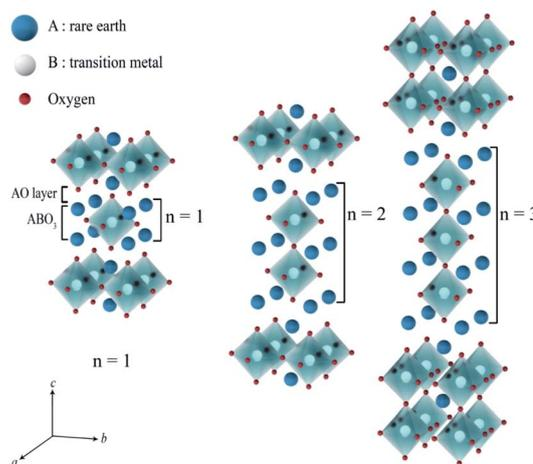 A : rare earth
B : transition metal
Oxygen
AO layer
ABO₃
n = 1
n = 2
n = 3
n = 1
c
b
a